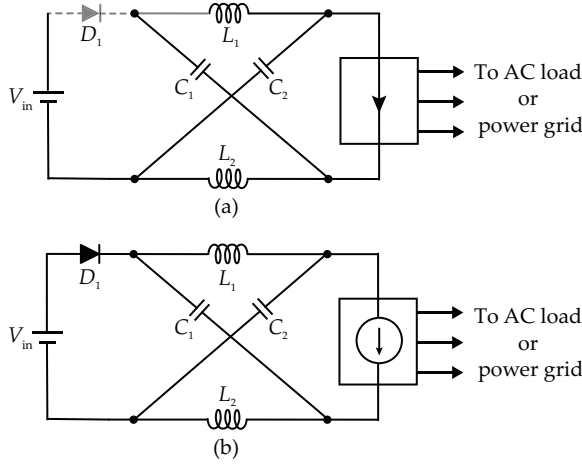 D₁
L₁
C₁
C₂
Vin
L₂
To AC load
or
power grid
(a)
D₁
L₁
C₁
C₂
Vin
L₂
To AC load
or
power grid
(b)